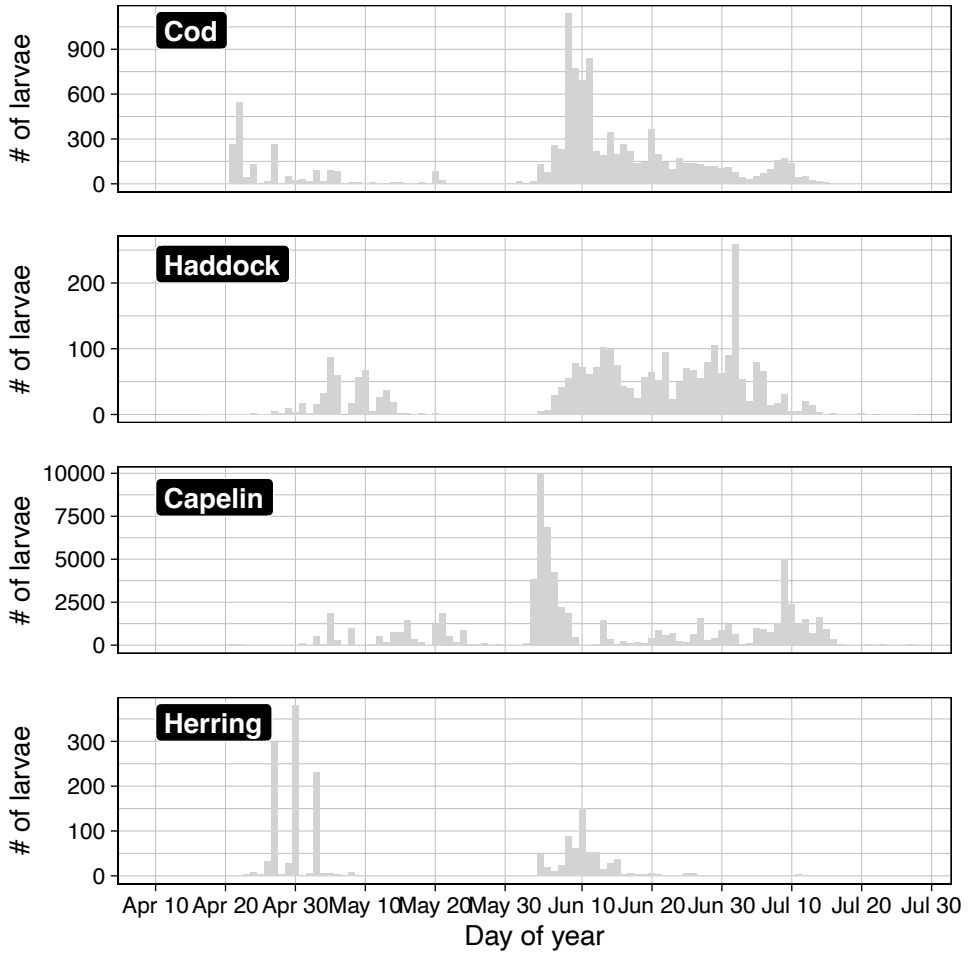 Cod
# of larvae
900
600
300
0
Haddock
# of larvae
200
100
0
Capelin
# of larvae
10000
7500
5000
2500
0
Herring
# of larvae
300
200
100
0
Apr 10 Apr 20 Apr 30 May 10 May 20 May 30 Jun 10 Jun 20 Jun 30 Jul 10 Jul 20 Jul 30
Day of year